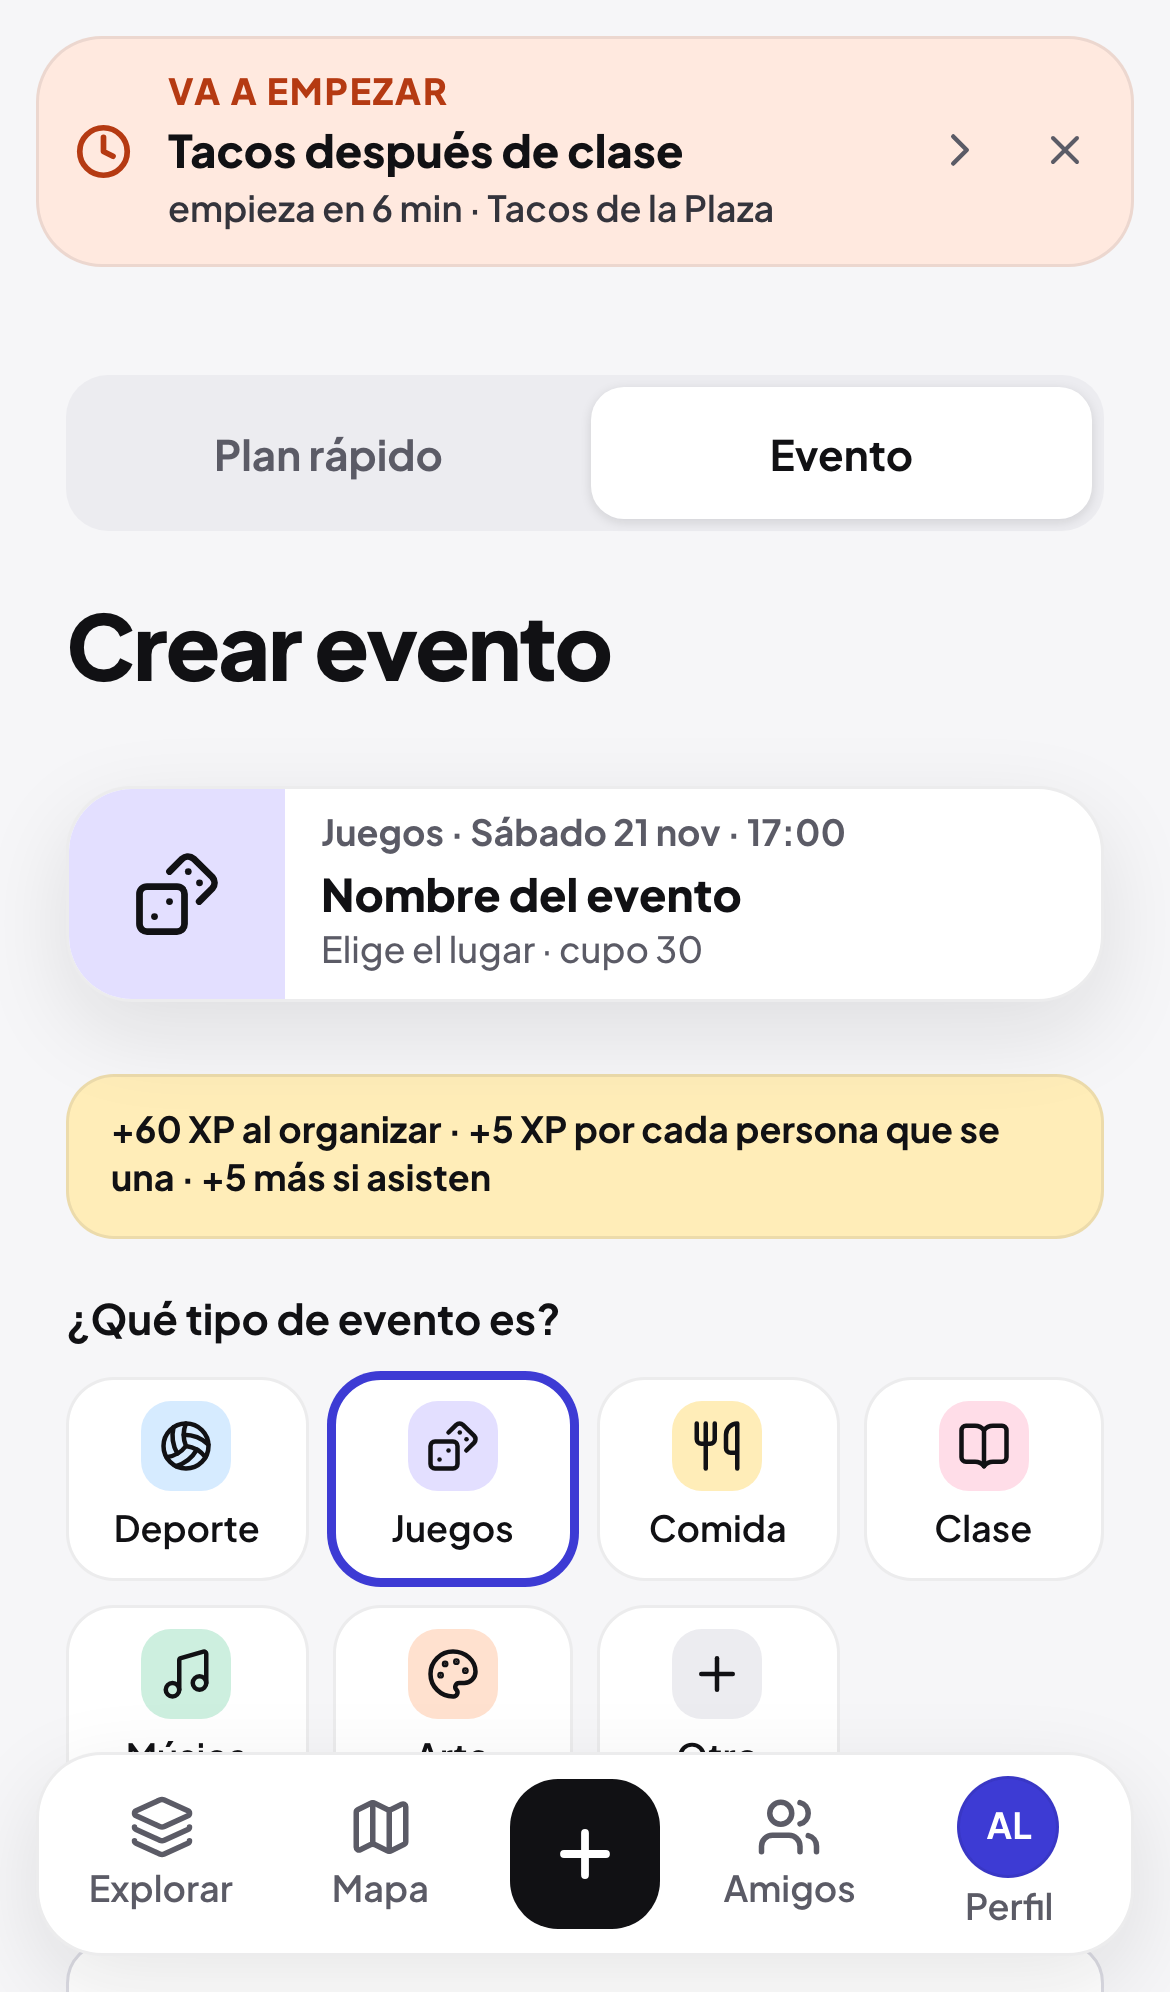 VA A EMPEZAR
Tacos después de clase
empieza en 6 min · Tacos de la Plaza
Plan rápido
Evento
Crear evento
Juegos · Sábado 21 nov · 17:00
Nombre del evento
Elige el lugar · cupo 30
+60 XP al organizar · +5 XP por cada persona que se
una · +5 más si asisten
¿Qué tipo de evento es?
Deporte
Juegos
Comida
Clase
Música
Arte
Otro
Explorar
Mapa
Amigos
AL
Perfil